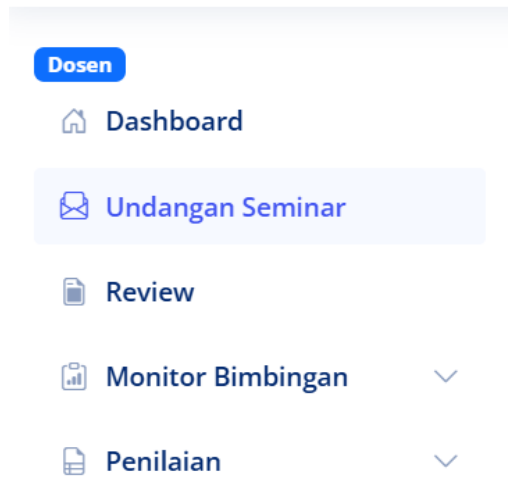 Dosen
Dashboard
Undangan Seminar
Review
Monitor Bimbingan
Penilaian